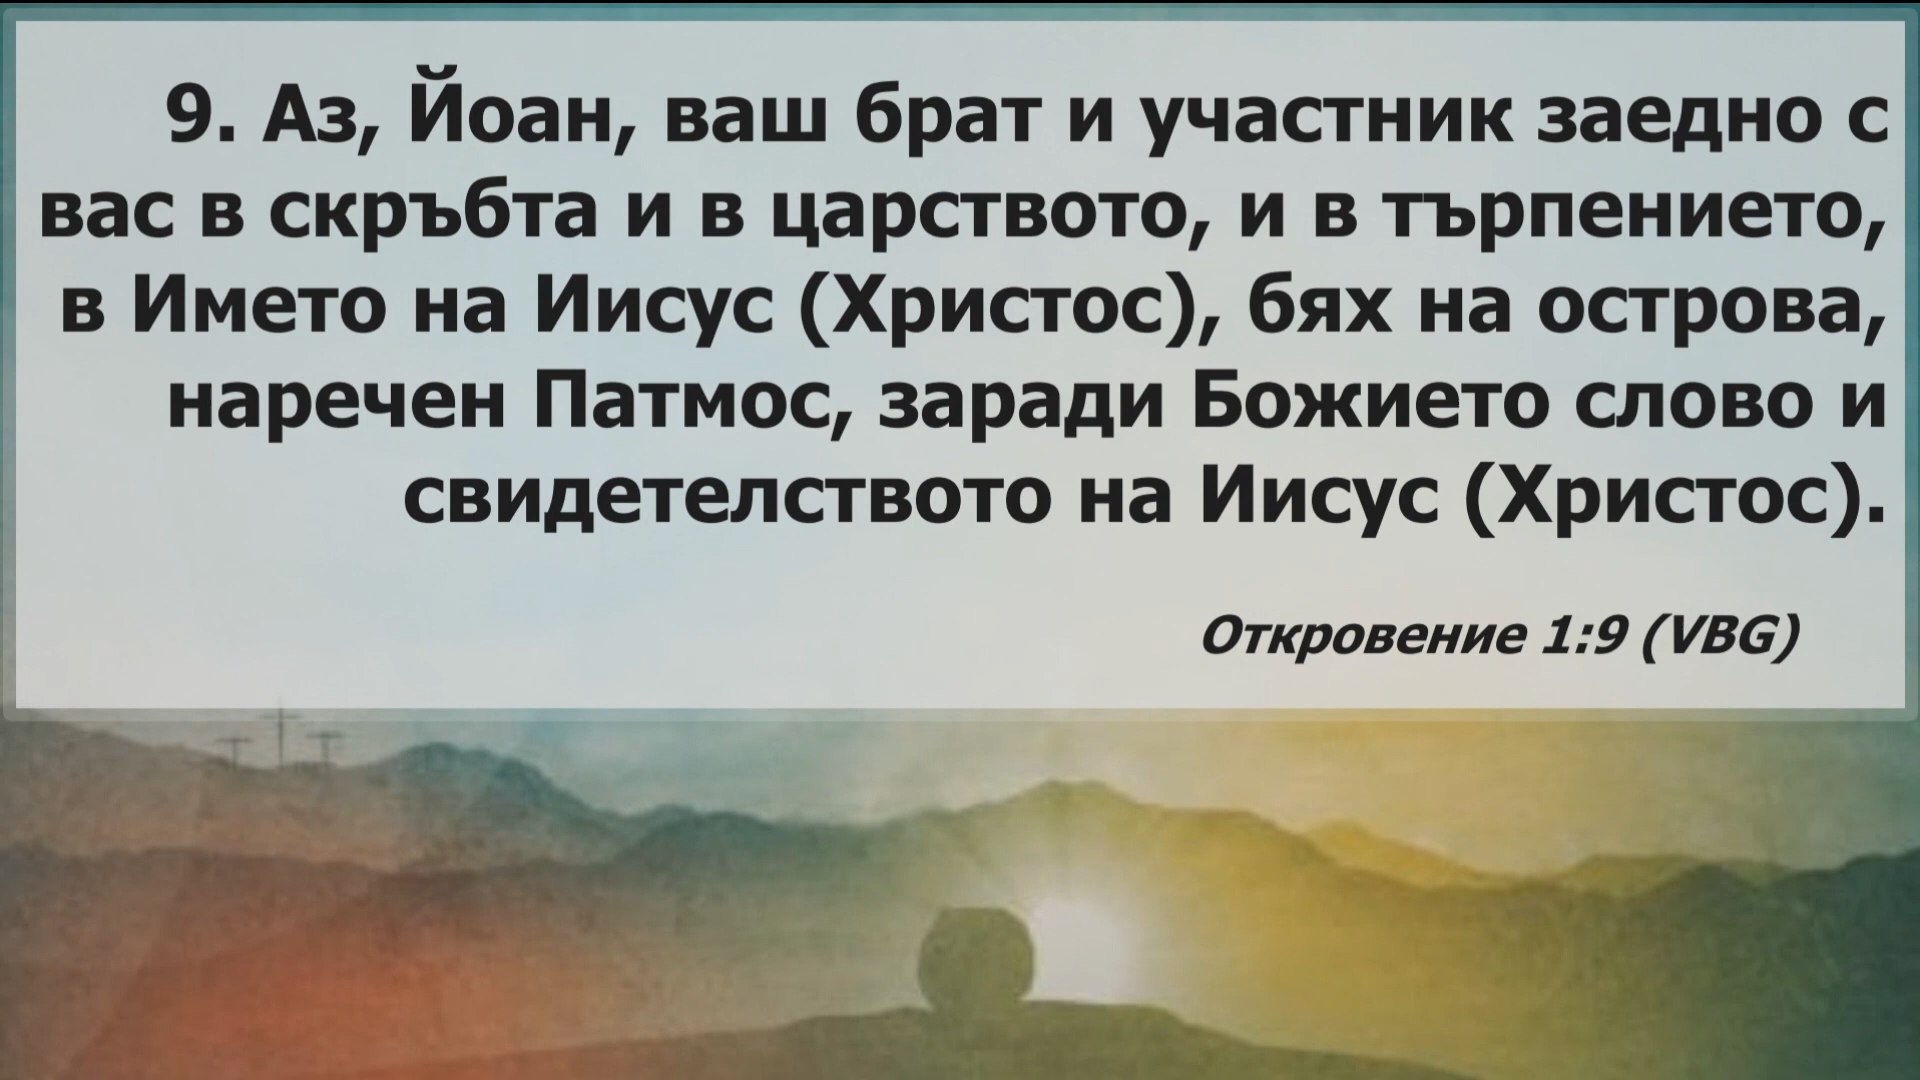 9. Аз, Йоан, ваш брат и участник заедно с
вас в скръбта и в царството, и в търпението,
в Името на Иисус (Христос), бях на острова,
наречен Патмос, заради Божието слово и
свидетелството на Иисус (Христос).
Откровение 1:9 (VBG)